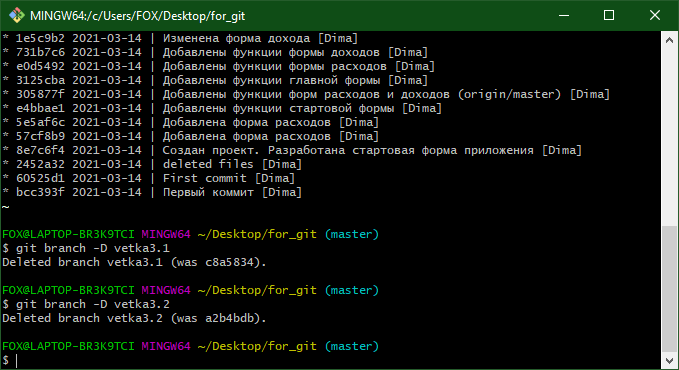 MINGW64:/c/Users/FOX/Desktop/for_git
* 1e5c9b2 2021-03-14 | Изменена форма дохода [Dima]
* 731b7c6 2021-03-14 | Добавлены функции формы доходов [Dima]
* e0d5492 2021-03-14 | Добавлены функции формы расходов [Dima]
* 3125cba 2021-03-14 | Добавлены функции главной формы [Dima]
* 305877f 2021-03-14 | Добавлены функции форм расходов и доходов (origin/master) [Dima]
* e4bbae1 2021-03-14 | Добавлены функции стартовой формы [Dima]
* 5e5af6c 2021-03-14 | Добавлена форма расходов [Dima]
* 57cf8b9 2021-03-14 | Добавлена форма расходов [Dima]
* 8e7c6f4 2021-03-14 | Создан проект. Разработана стартовая форма приложения [Dima]
* 2452a32 2021-03-14 | deleted files [Dima]
* 60525d1 2021-03-14 | First commit [Dima]
* bcc393f 2021-03-14 | Первый коммит [Dima]
~
FOX@LAPTOP-BR3K9TCI MINGW64 ~/Desktop/for_git (master)
$ git branch -D vetka3.1
Deleted branch vetka3.1 (was c8a5834).
FOX@LAPTOP-BR3K9TCI MINGW64 ~/Desktop/for_git (master)
$ git branch -D vetka3.2
Deleted branch vetka3.2 (was a2b4bdb).
FOX@LAPTOP-BR3K9TCI MINGW64 ~/Desktop/for_git (master)
$